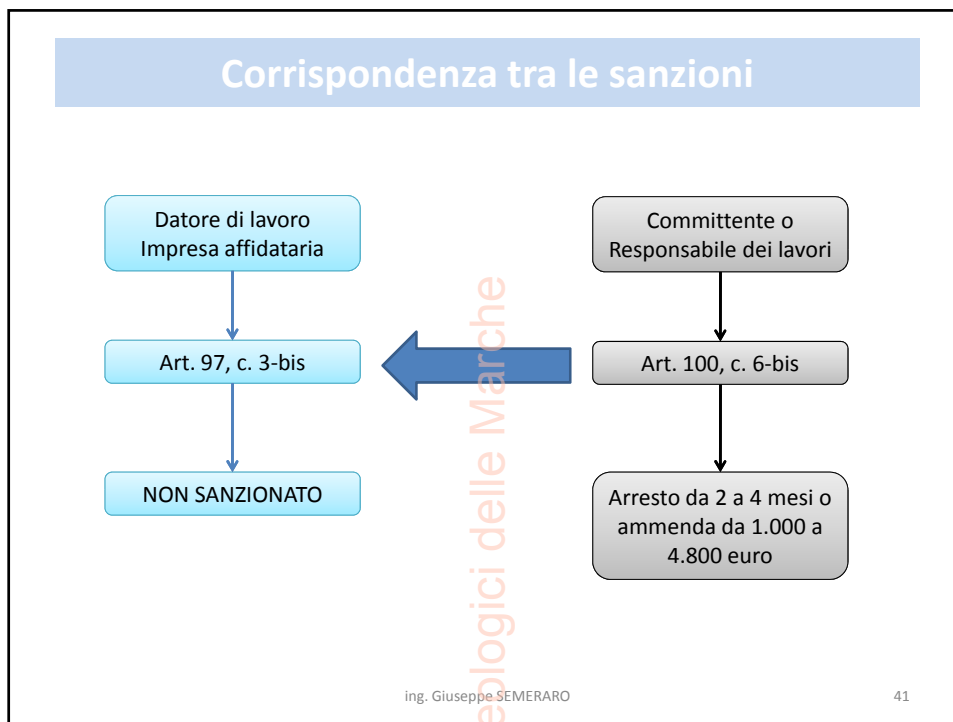 Corrispondenza tra le sanzioni
Datore di lavoro
Impresa affidataria
Art. 97, c. 3-bis
NON SANZIONATO
Committente o
Responsabile dei lavori
Art. 100, c. 6-bis
Arresto da 2 a 4 mesi o
ammenda da 1.000 a
4.800 euro
delle Marche
ing. Giuseppe SEMERARO
41